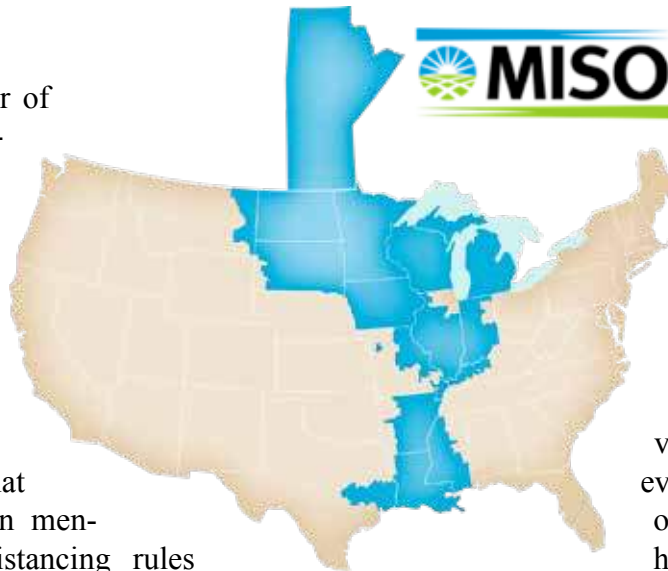 MISO
r of
-
at
n men-
istancing rules
v
ev
o
h